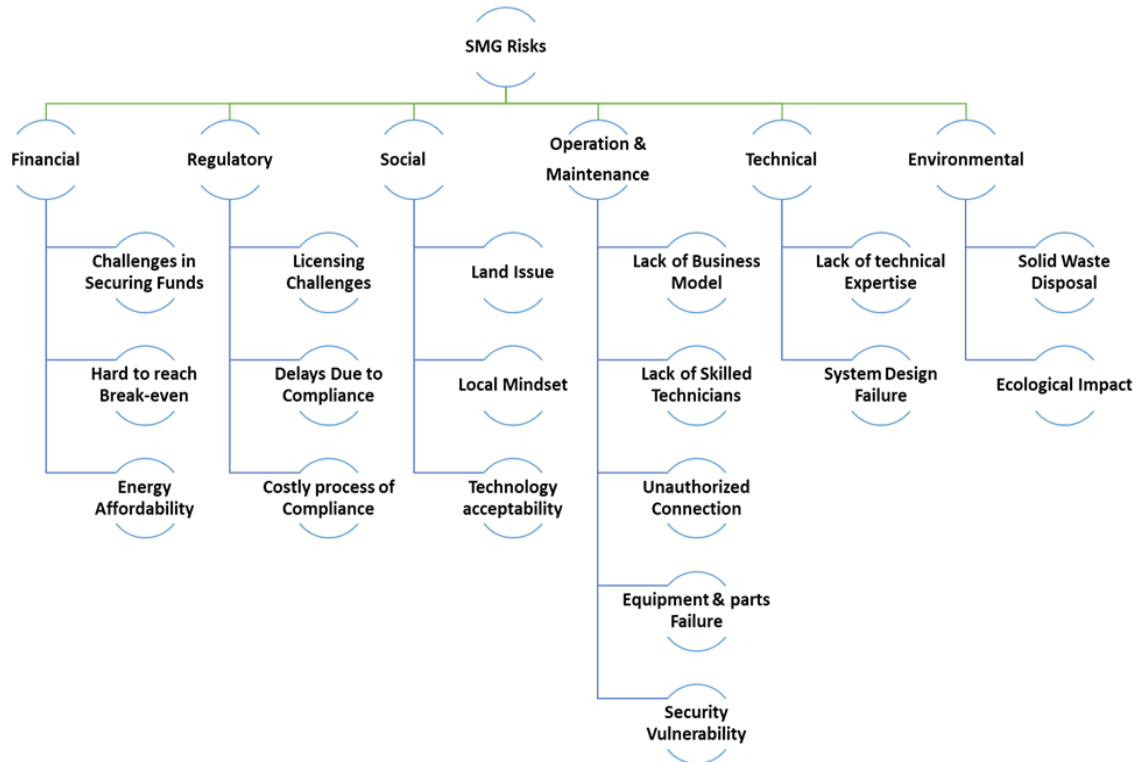 SMG Risks
Financial
Regulatory
Social
Operation &
Maintenance
Technical
Environmental
Challenges in
Securing Funds
Licensing
Challenges
Land Issue
Lack of Business
Model
Lack of technical
Expertise
Solid Waste
Disposal
Hard to reach
Break-even
Delays Due to
Compliance
Local Mindset
Lack of Skilled
Technicians
System Design
Failure
Ecological Impact
Energy
Affordability
Costly process of
Compliance
Technology
acceptability
Unauthorized
Connection
Equipment & parts
Failure
Security
Vulnerability